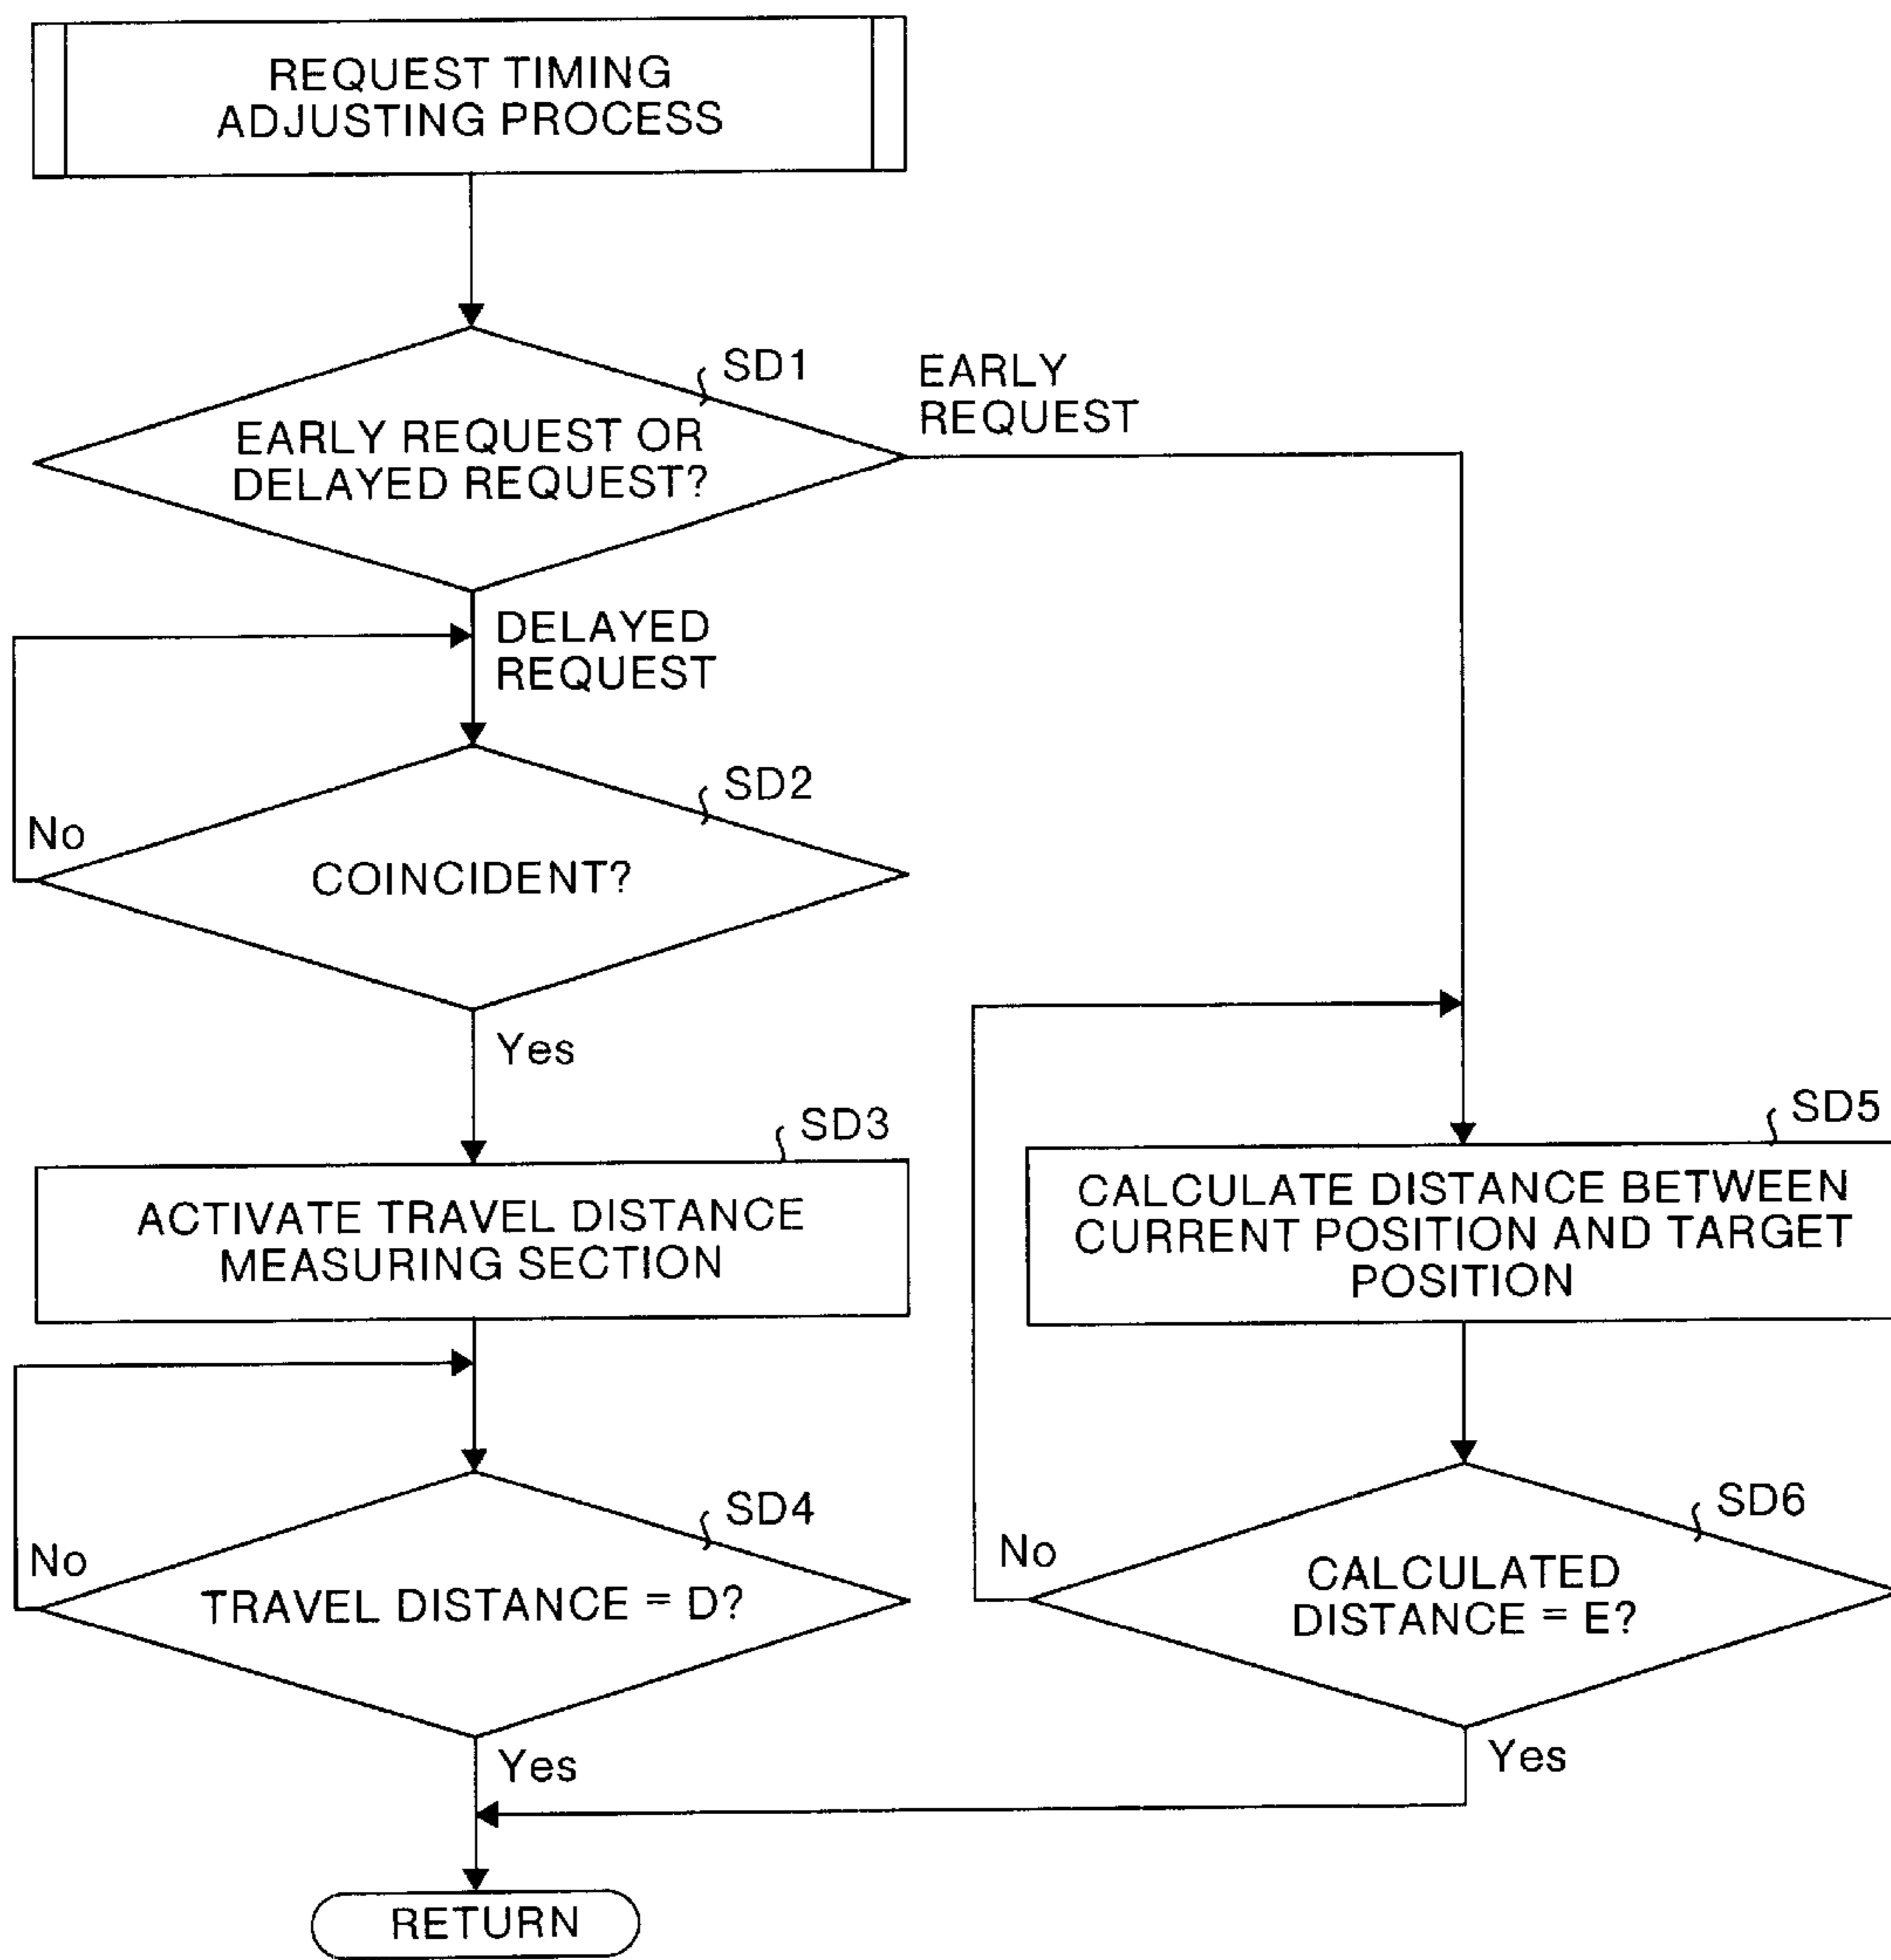 REQUEST TIMING
ADJUSTING PROCESS
SD1
EARLY
REQUEST
EARLY REQUEST OR
DELAYED REQUEST?
DELAYED
REQUEST
SD2
No
COINCIDENT?
Yes
SD3
ACTIVATE TRAVEL DISTANCE
MEASURING SECTION
SD4
No
TRAVEL DISTANCE = D?
Yes
SD5
CALCULATE DISTANCE BETWEEN
CURRENT POSITION AND TARGET
POSITION
SD6
No
CALCULATED
DISTANCE = E?
Yes
RETURN